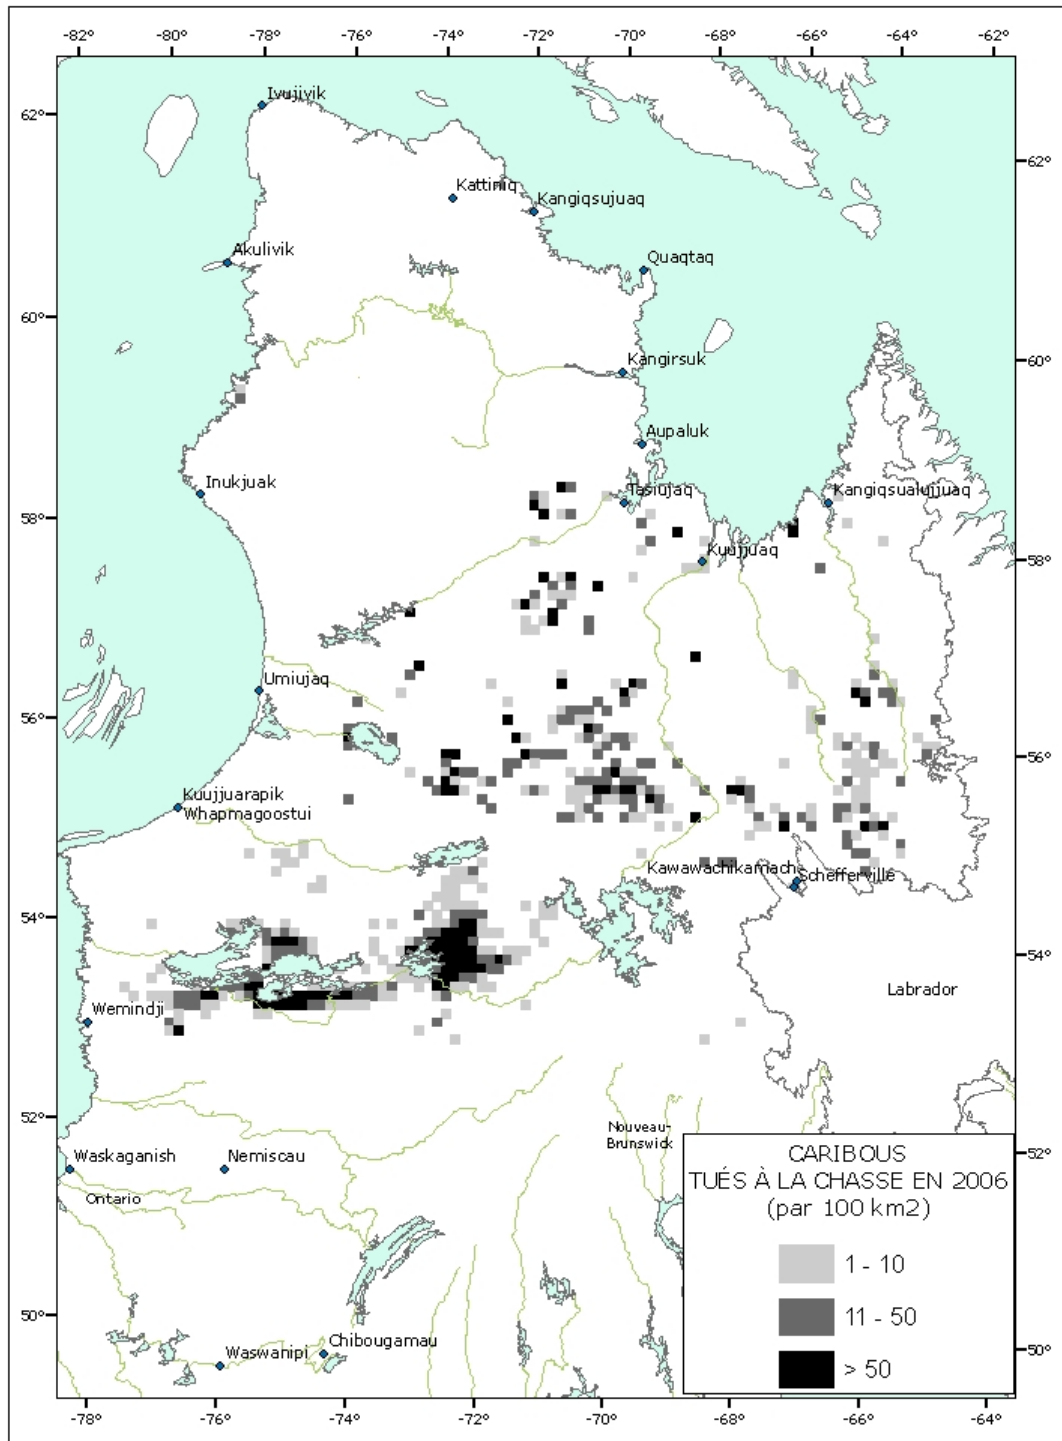 -82° -80° -78° -76° -74° -72° -70° -68° -66° -64° -62°
Ivujivik
62°
62°
Kattiniq
Kangiqsujuaq
Akulivik
Quaqtaq
60°
60°
Kangirsuk
Aupaluk
Inukjuak
Tasiujaq
Kangiqsualujjuaq
58°
58°
Kuujjuaq
Umiujaq
56°
56°
Kuujjuarapik
Whapmagoostui
Kawawachikamach
Schefferville
54°
54°
Labrador
Wemindji
52°
52°
Nouveau-
Brunswick
Waskaganish
Nemiscau
Ontario
CARIBOUS
TUÉS À LA CHASSE EN 2006
(par 100 km2)
1 - 10
11 - 50
> 50
50°
50°
Chibougamau
Waswanipi
-78° -76° -74° -72° -70° -68° -66° -64°